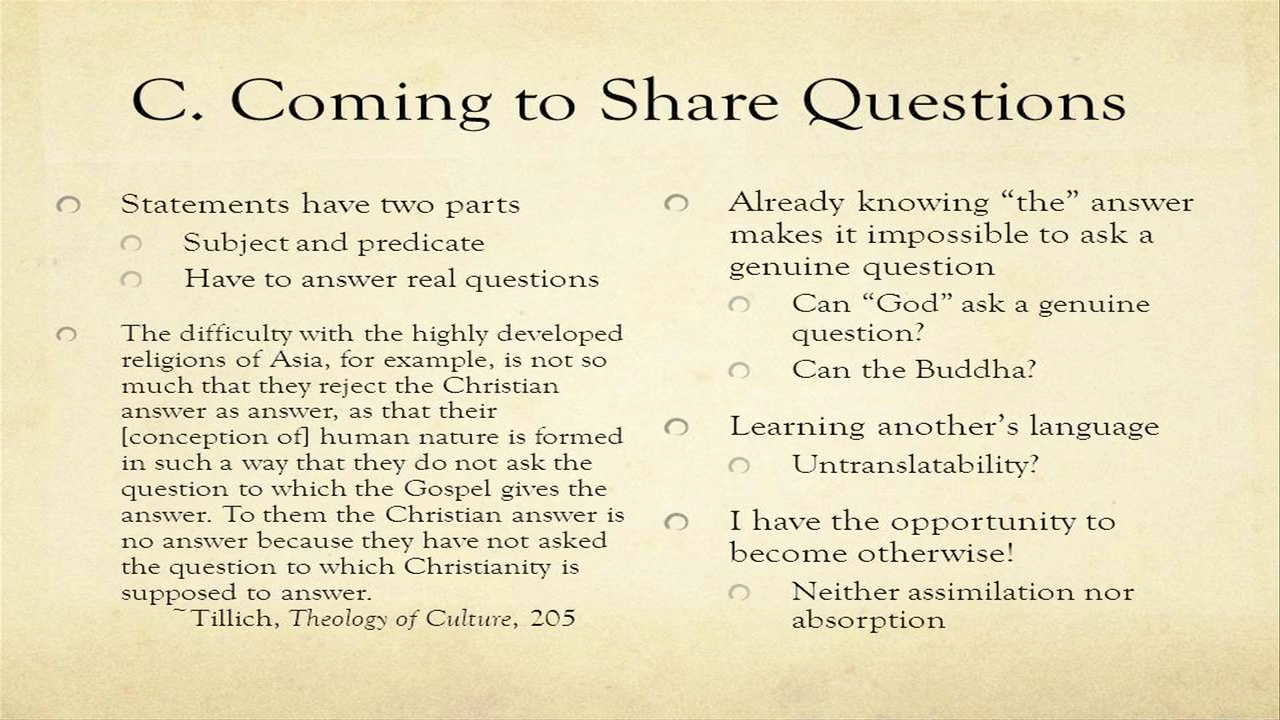 C. Coming to Share Questions
Statements have two parts
Subject and predicate
Have to answer real questions
The difficulty with the highly developed
religions of Asia, for example, is not so
much that they reject the Christian
answer as answer, as that their
[conception of] human nature is formed
in such a way that they do not ask the
question to which the Gospel gives the
answer. To them the Christian answer is
no answer because they have not asked
the question to which Christianity is
supposed to answer.
~Tillich, Theology of Culture, 205
Already knowing “the” answer
makes it impossible to ask a
genuine question
Can “God” ask a genuine
question?
Can the Buddha?
Learning another’s language
Untranslatability?
I have the opportunity to
become otherwise!
Neither assimilation nor
absorption